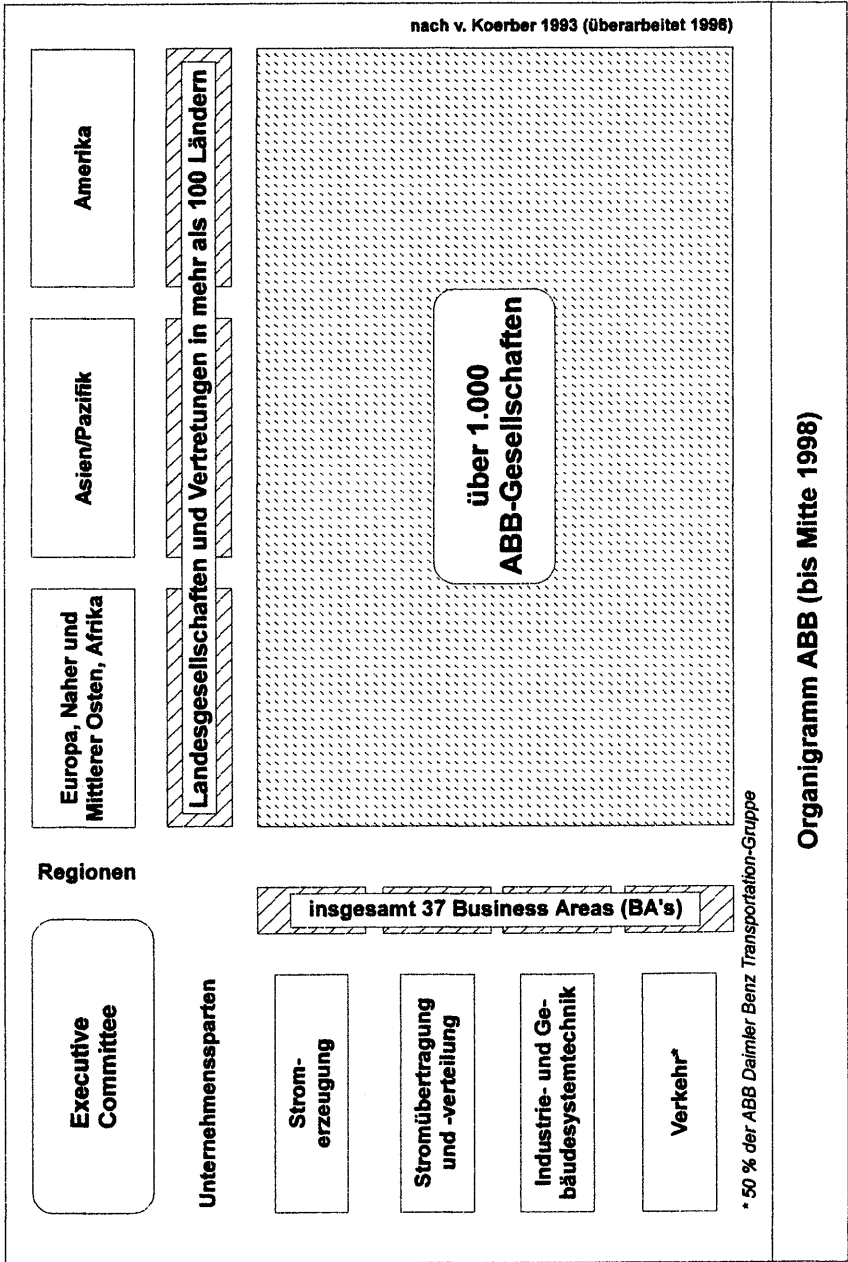 nach v. Koerber 1993 (überarbeitet 1996)
Executive
Committee
Regionen
Europa, Naher und
Mittlerer Osten, Afrika
Asien/Pazifik
Amerika
Landesgesellschaften und Vertretungen in mehr als 100 Ländern
Unternehmenssparten
insgesamt 37 Business Areas (BA's)
Strom-
erzeugung
Stromübertragung
und -verteilung
Industrie- und Ge-
bäudesystemtechnik
Verkehr*
über 1.000
ABB-Gesellschaften
* 50 % der ABB Daimler Benz Transportation-Gruppe
Organigramm ABB (bis Mitte 1998)